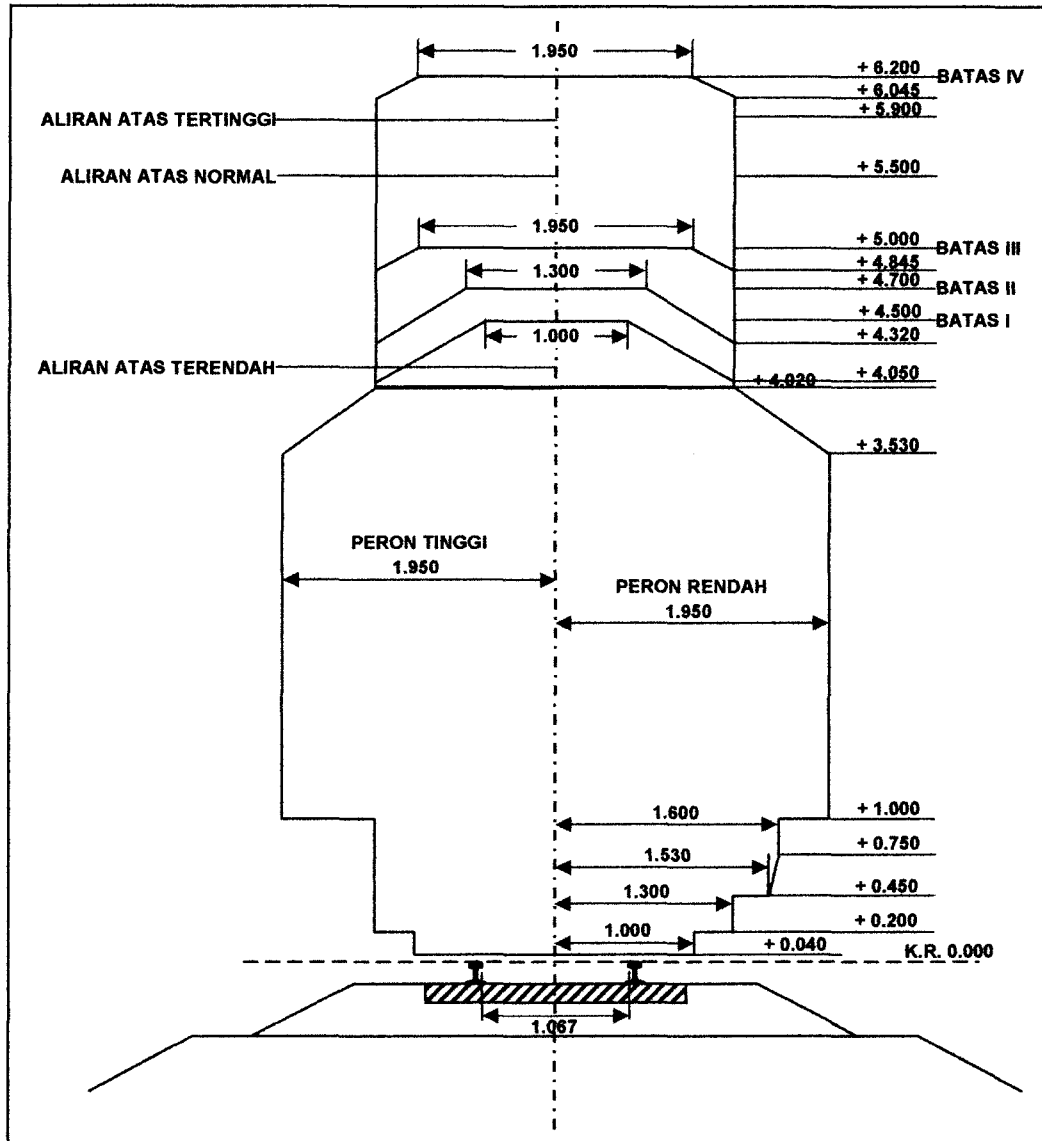 1.950
+ 6.200
BATAS IV
+ 6.045
ALIRAN ATAS TERTINGGI
+ 5.900
ALIRAN ATAS NORMAL
+ 5.500
1.950
+ 5.000
BATAS III
+ 4.845
1.300
+ 4.700
BATAS II
+ 4.500
BATAS I
1.000
+ 4.320
ALIRAN ATAS TERENDAH
+ 4.050
+ 4.020
+ 3.530
PERON TINGGI
1.950
PERON RENDAH
1.950
1.600
+ 1.000
+ 0.750
1.530
+ 0.450
1.300
+ 0.200
1.000
+ 0.040
K.R. 0.000
1.067